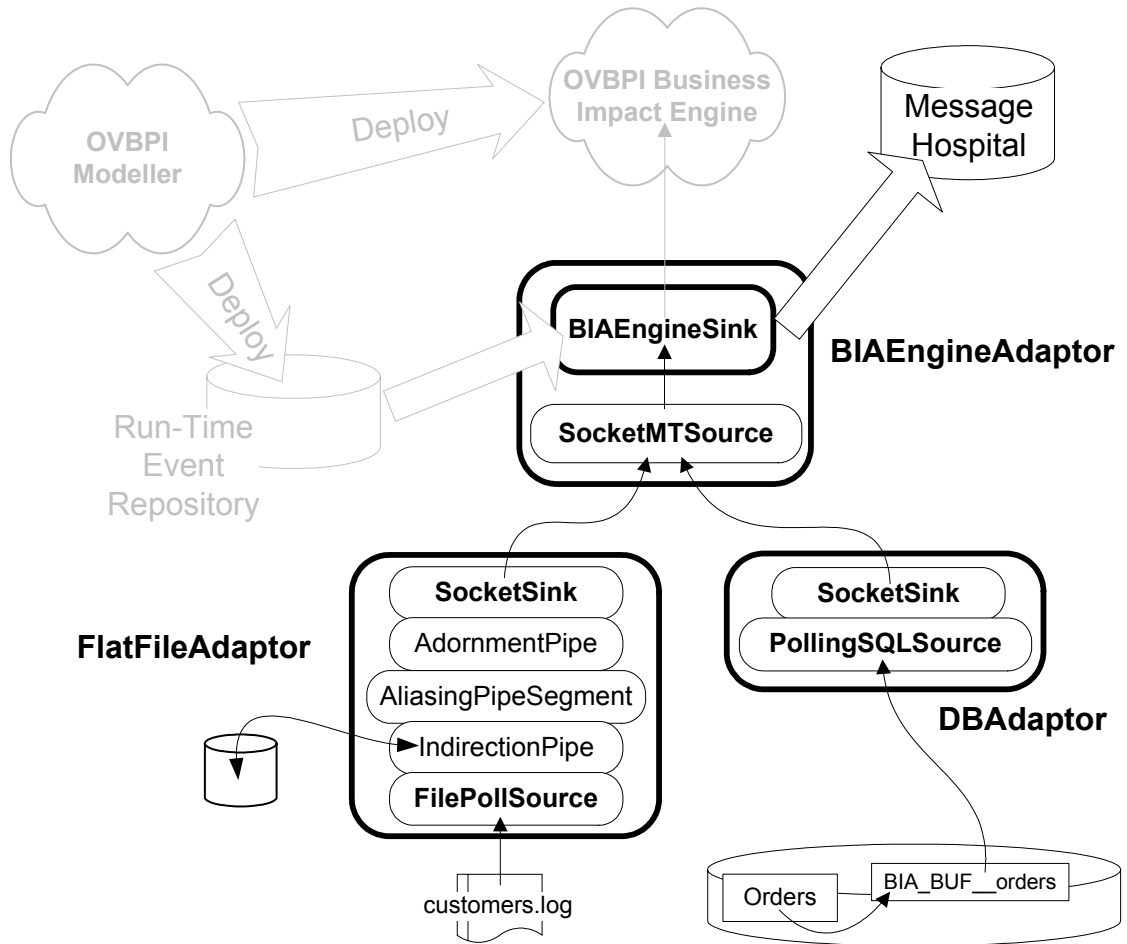 OVBPI
Modeller
Deploy
OVBPI Business
Impact Engine
Message
Hospital
Deploy
BIAEngineSink
BIAEngineAdaptor
SocketMTSource
Run-Time
Event
Repository
SocketSink
AdornmentPipe
AliasingPipeSegment
IndirectionPipe
FilePollSource
FlatFileAdaptor
customers.log
SocketSink
PollingSQLSource
DBAdaptor
Orders
BIA_BUF__orders